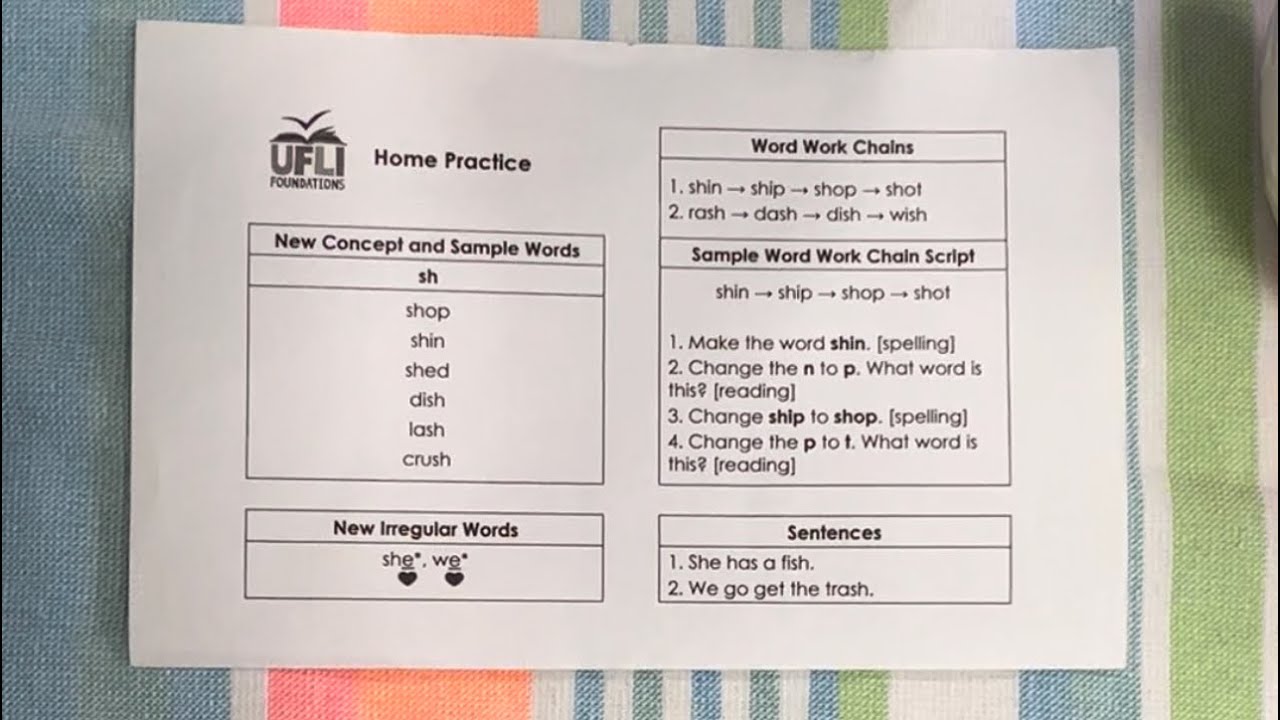 UFLI
FOUNDATIONS
Home Practice
New Concept and Sample Words
sh
shop
shin
shed
dish
lash
crush
New Irregular Words
she*, we*
Word Work Chains
1. shin → ship → shop → shot
2. rash → dash → dish → wish
Sample Word Work Chain Script
shin → ship → shop → shot
1. Make the word shin. [spelling]
2. Change the n to p. What word is
this? [reading]
3. Change ship to shop. [spelling]
4. Change the p to t. What word is
this? [reading]
Sentences
1. She has a fish.
2. We go get the trash.